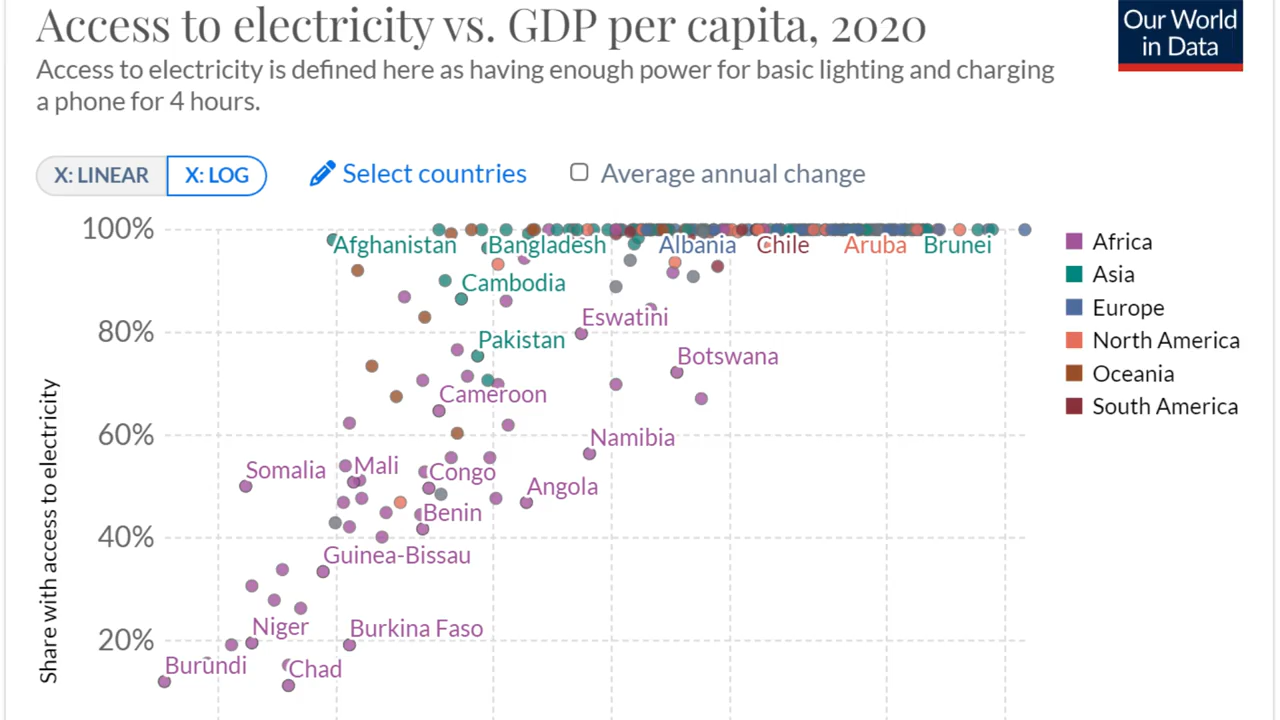 Access to electricity vs. GDP per capita, 2020
Our World
in Data
Access to electricity is defined here as having enough power for basic lighting and charging
a phone for 4 hours.
X: LINEAR
X: LOG
Select countries
Average annual change
100%
Afghanistan
Bangladesh
Albania
Chile
Aruba
Brunei
Africa
Asia
Cambodia
Europe
80%
Eswatini
Pakistan
North America
Botswana
Oceania
Cameroon
South America
60%
Namibia
Somalia
Mali
Congo
Angola
Benin
40%
Guinea-Bissau
Niger
Burkina Faso
20%
Burundi
Chad
Share with access to electricity